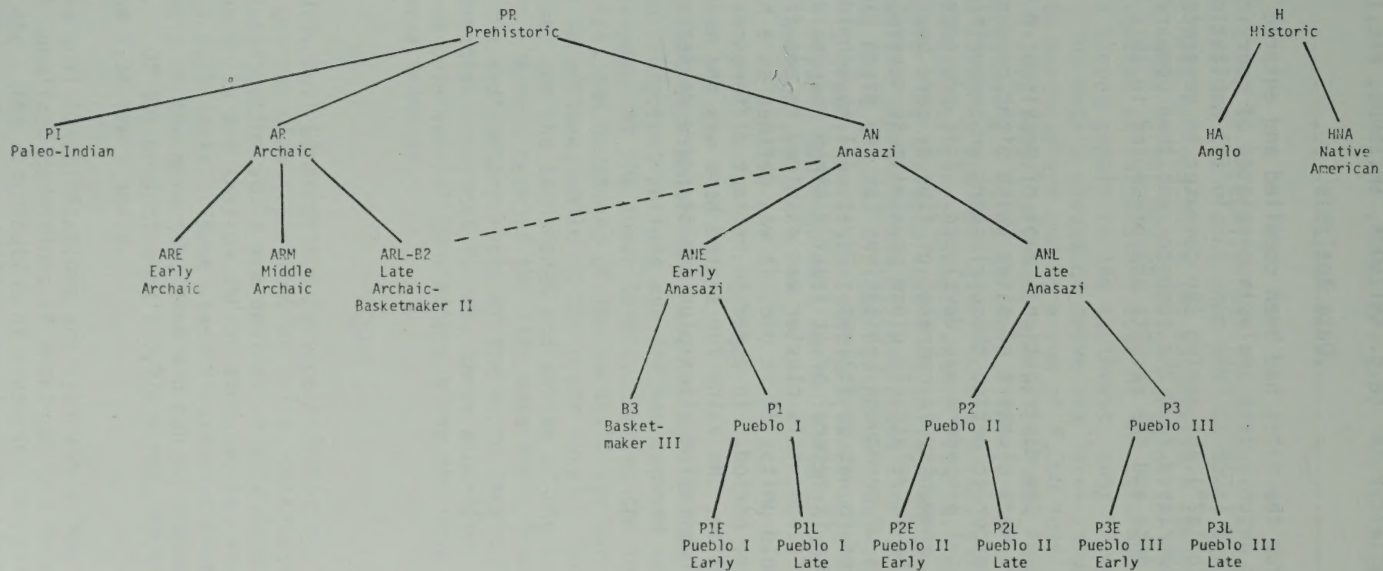 PR
Prehistoric
H
Historic
PI
Paleo-Indian
AR
Archaic
AN
Anasazi
HA
Anglo
HNA
Native
American
ARE
Early
Archaic
ARM
Middle
Archaic
ARL-B2
Late
Archaic-
Basketmaker II
ANE
Early
Anasazi
ANL
Late
Anasazi
B3
Basket-
maker III
P1
Pueblo I
P2
Pueblo II
P3
Pueblo III
P1E
Pueblo I
Early
P1L
Pueblo I
Late
P2E
Pueblo II
Early
P2L
Pueblo II
Late
P3E
Pueblo III
Early
P3L
Pueblo III
Late